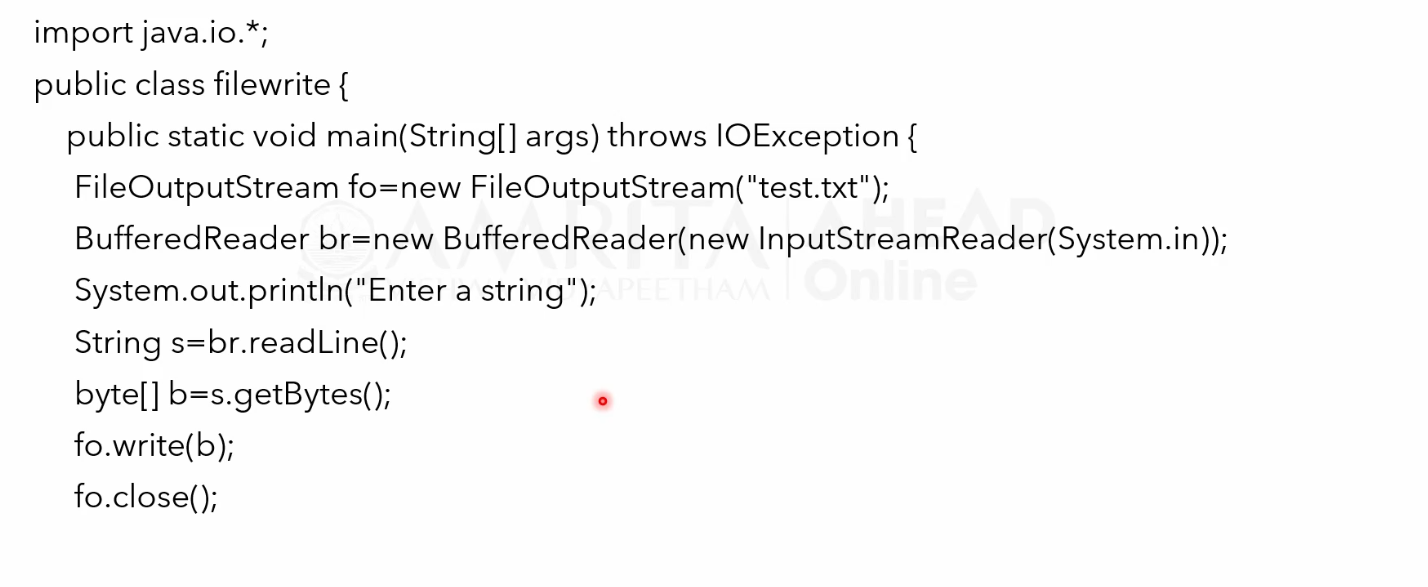 import java.io.*;
public class filewrite {
public static void main(String[] args) throws IOException {
FileOutputStream fo=new FileOutputStream("test.txt");
BufferedReader br=new BufferedReader(new InputStreamReader(System.in));
System.out.println("Enter a string");
String s=br.readLine();
byte[] b=s.getBytes();
fo.write(b);
fo.close();
AMRITA
AHEAD
Online